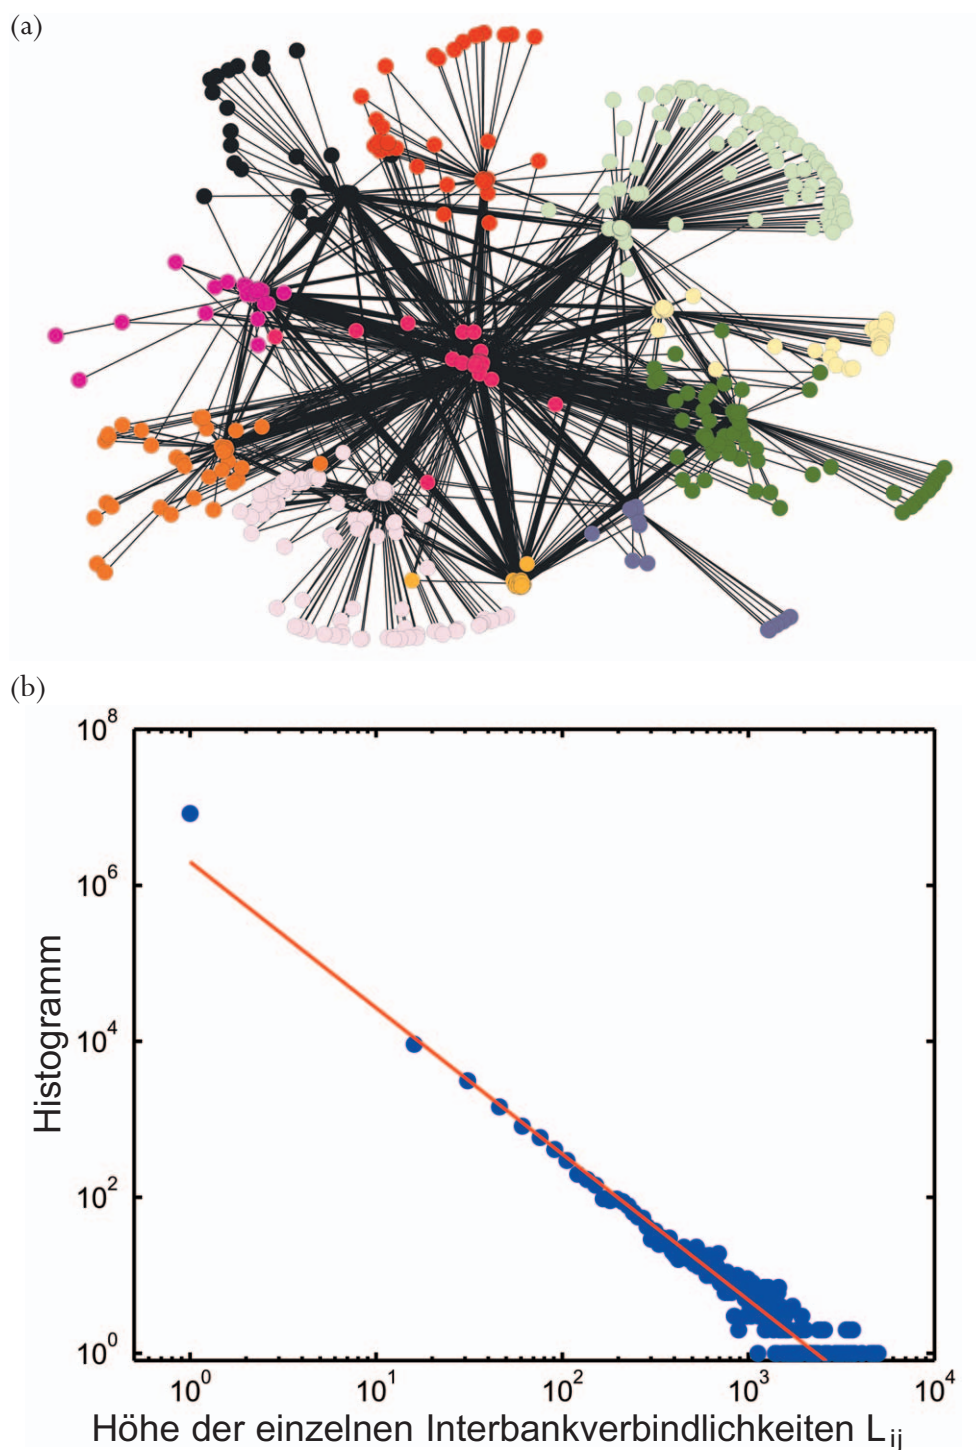 (a)
(b)
10^8
10^6
10^4
10^2
10^0
Histogramm
10^0 10^1 10^2 10^3 10^4
Höhe der einzelnen Interbankverbindlichkeiten L_ij